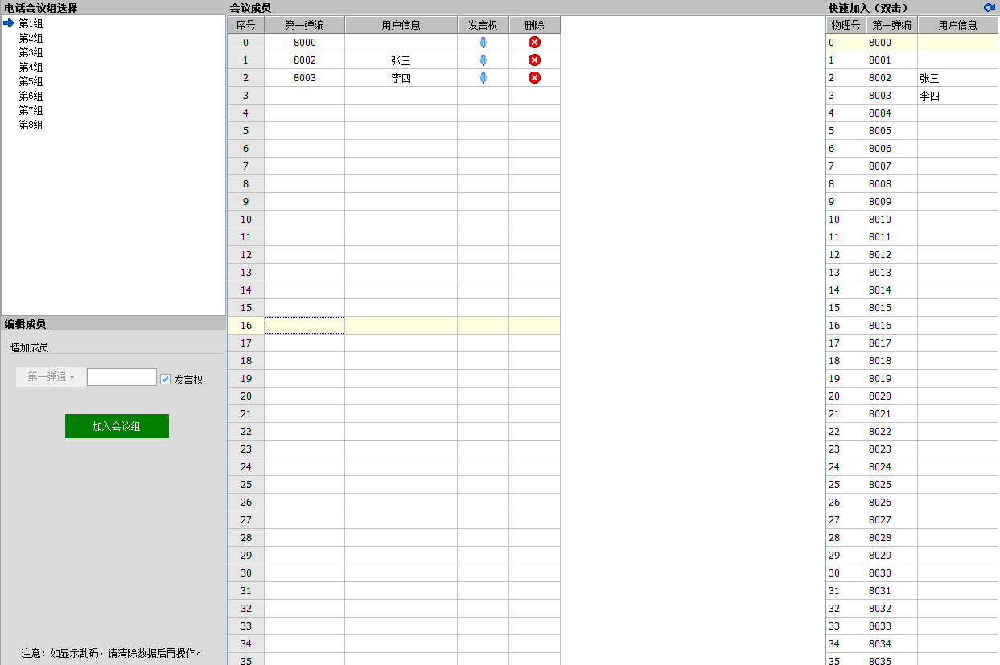 电话会议组选择
第1组
第2组
第3组
第4组
第5组
第6组
第7组
第8组
编辑成员
增加成员
第一弹遍
发言权
加入会议组
注意：如显示乱码，请清除数据后再操作。
会议成员
序号 第一弹编 用户信息 发言权 删除
0 8000
1 8002 张三
2 8003 李四
3
4
5
6
7
8
9
10
11
12
13
14
15
16
17
18
19
20
21
22
23
24
25
26
27
28
29
30
31
32
33
34
35
快速加入（双击）
物理号 第一弹编 用户信息
0 8000
1 8001
2 8002 张三
3 8003 李四
4 8004
5 8005
6 8006
7 8007
8 8008
9 8009
10 8010
11 8011
12 8012
13 8013
14 8014
15 8015
16 8016
17 8017
18 8018
19 8019
20 8020
21 8021
22 8022
23 8023
24 8024
25 8025
26 8026
27 8027
28 8028
29 8029
30 8030
31 8031
32 8032
33 8033
34 8034
35 8035